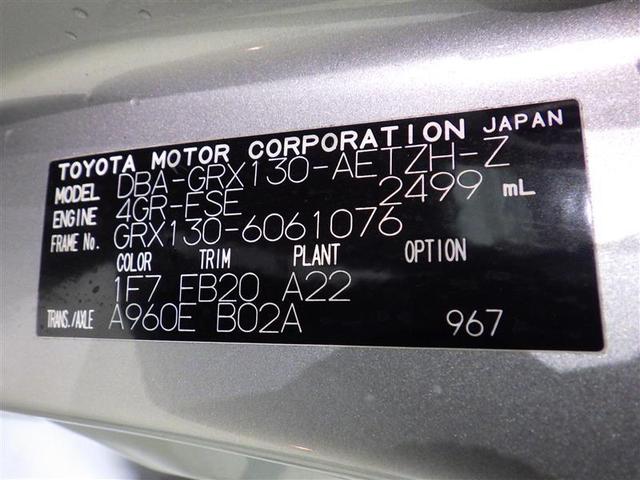 TOYOTA MOTOR CORPORATION JAPAN
MODEL DBA-GRX130-AETZH-Z
ENGINE 4GR-FSE 2499 mL
FRAME No. GRX130-6061076
COLOR TRIM PLANT OPTION
1F7 EB20 A22
TRANS./AXLE A960E B02A 967